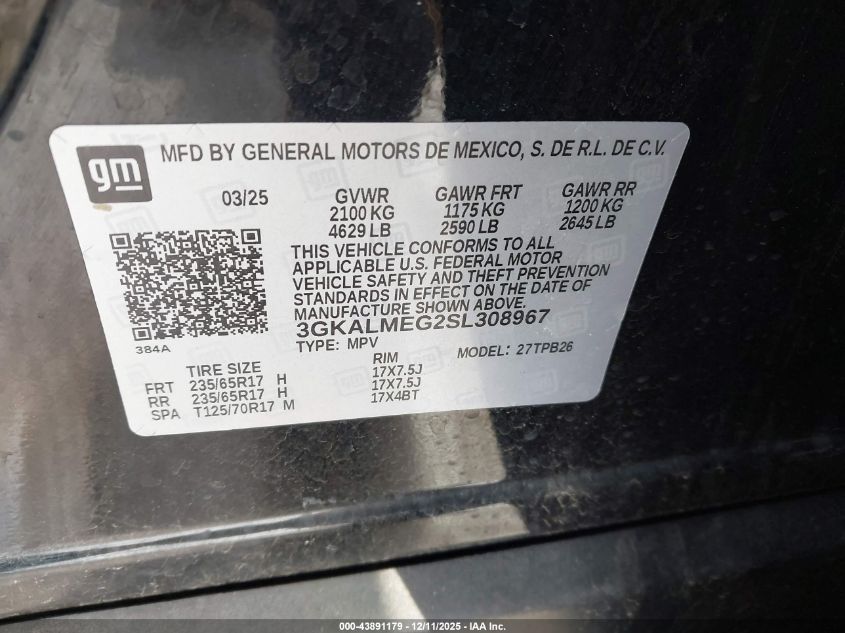 gm MFD BY GENERAL MOTORS DE MEXICO, S. DE R.L. DE C.V.
03/25 GVWR GAWR FRT GAWR RR
2100 KG 1175 KG 1200 KG
4629 LB 2590 LB 2645 LB
THIS VEHICLE CONFORMS TO ALL
APPLICABLE U.S. FEDERAL MOTOR
VEHICLE SAFETY AND THEFT PREVENTION
STANDARDS IN EFFECT ON THE DATE OF
MANUFACTURE SHOWN ABOVE.
3GKALMEG2SL308967
384A TYPE: MPV MODEL: 27TPB26
TIRE SIZE RIM
FRT 235/65R17 H 17X7.5J
RR 235/65R17 H 17X7.5J
SPA T125/70R17 M 17X4BT
000-43891179 - 12/11/2025 - IAA Inc.